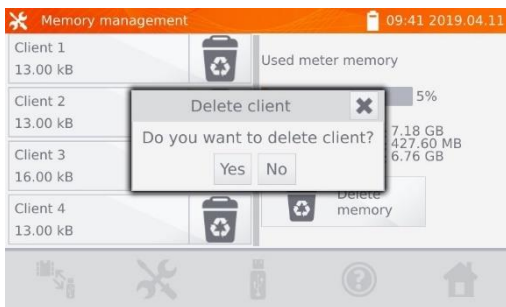 Memory management
09:41 2019.04.11
Client 1
13.00 kB
Client 2
13.00 kB
Client 3
16.00 kB
Client 4
13.00 kB
Used meter memory
5%
7.18 GB
427.60 MB
6.76 GB
Delete
memory
Delete client
Do you want to delete client?
Yes No